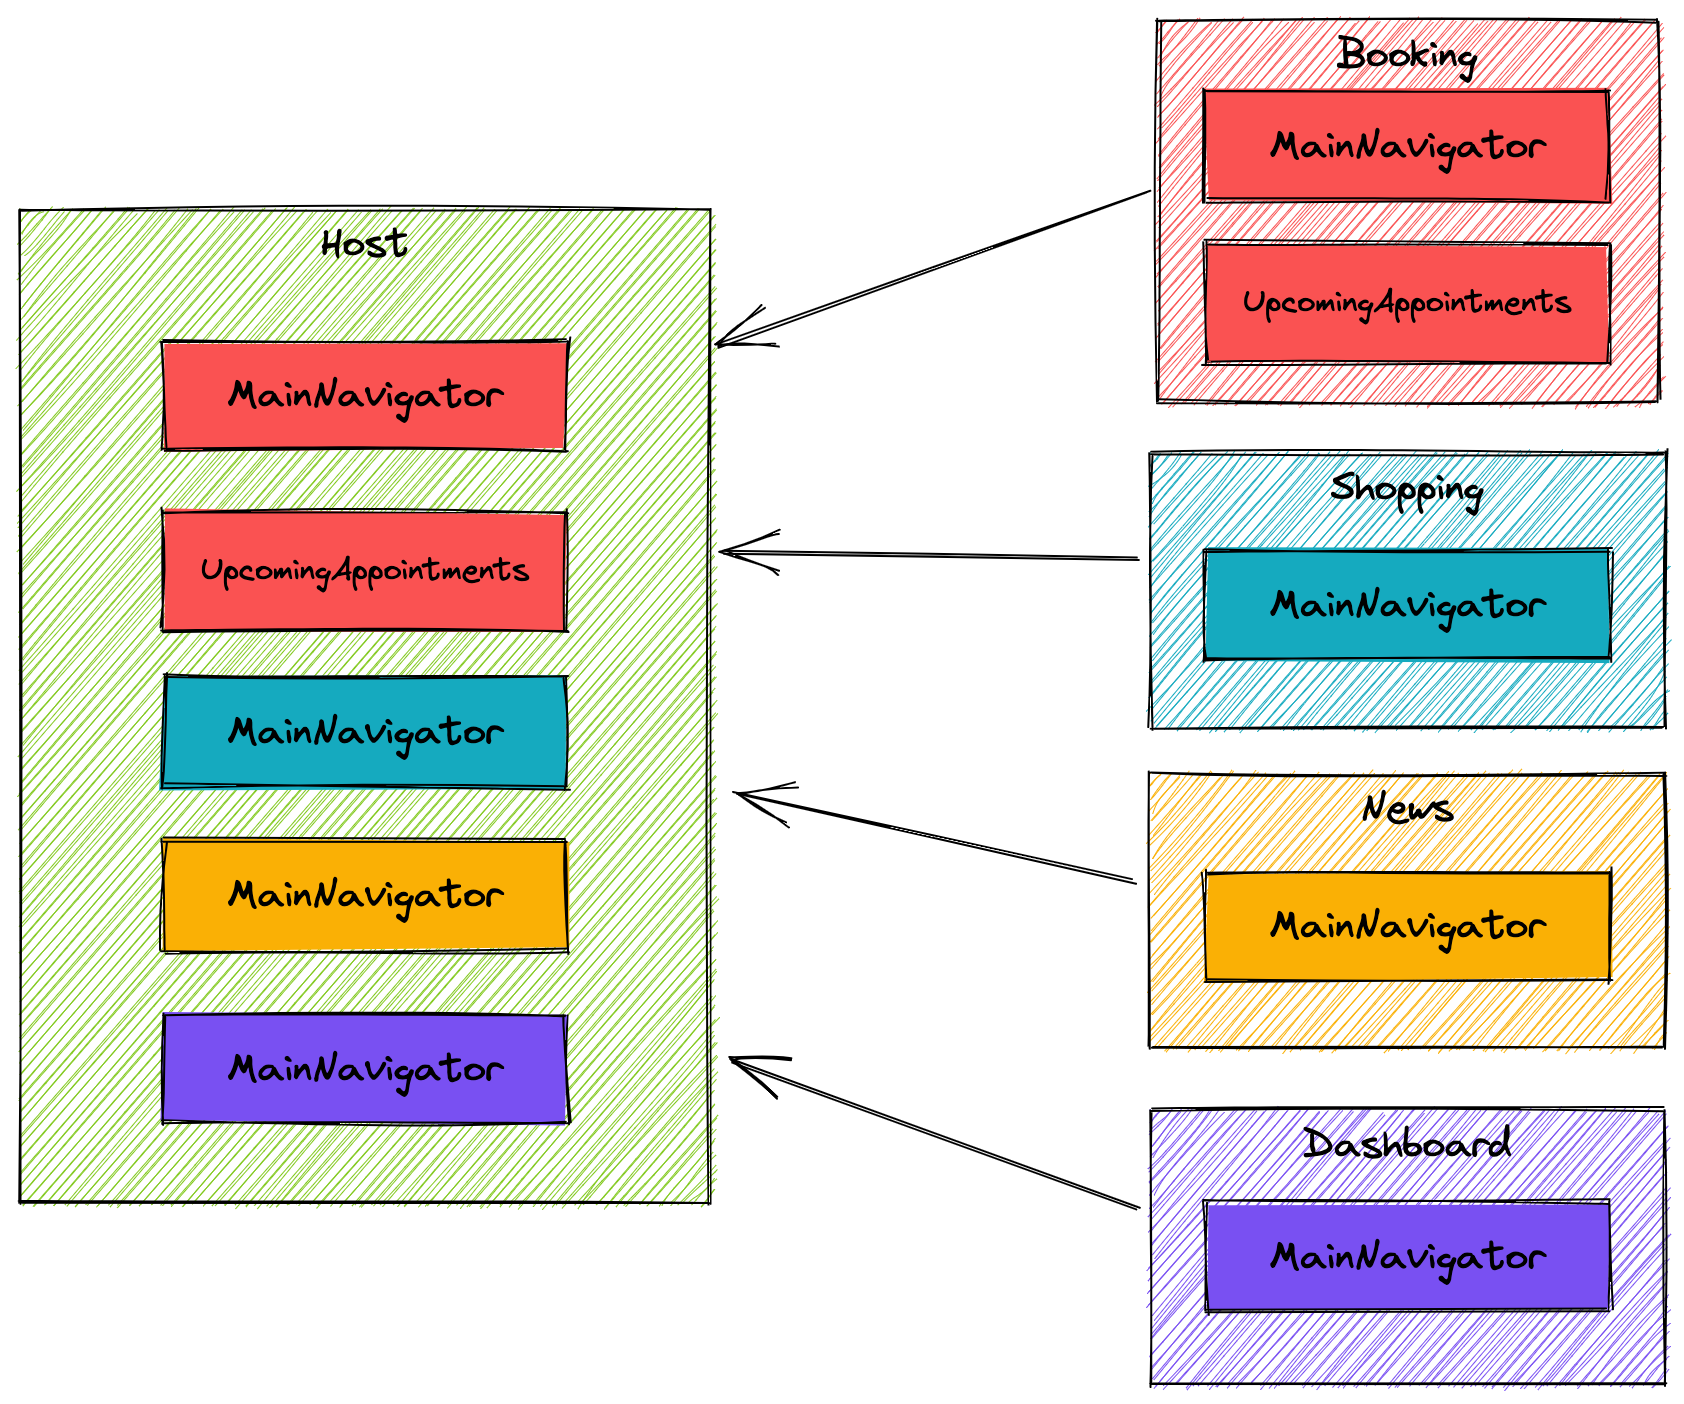 Host
MainNavigator
UpcomingAppointments
MainNavigator
MainNavigator
MainNavigator
Booking
MainNavigator
UpcomingAppointments
Shopping
MainNavigator
News
MainNavigator
Dashboard
MainNavigator